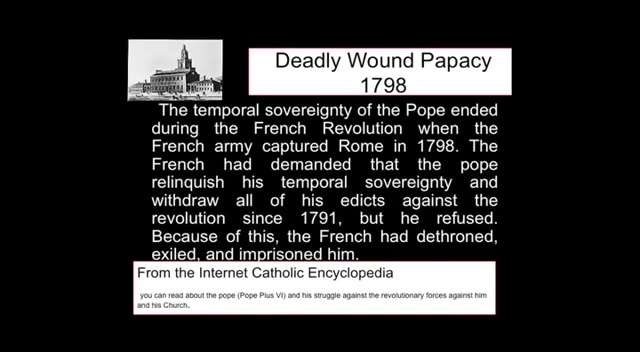 Deadly Wound Papacy
1798
The temporal sovereignty of the Pope ended
during the French Revolution when the
French army captured Rome in 1798. The
French had demanded that the pope
relinquish his temporal sovereignty and
withdraw all of his edicts against the
revolution since 1791, but he refused.
Because of this, the French had dethroned,
exiled, and imprisoned him.
From the Internet Catholic Encyclopedia
you can read about the pope (Pope Pius VI) and his struggle against the revolutionary forces against him
and his Church.